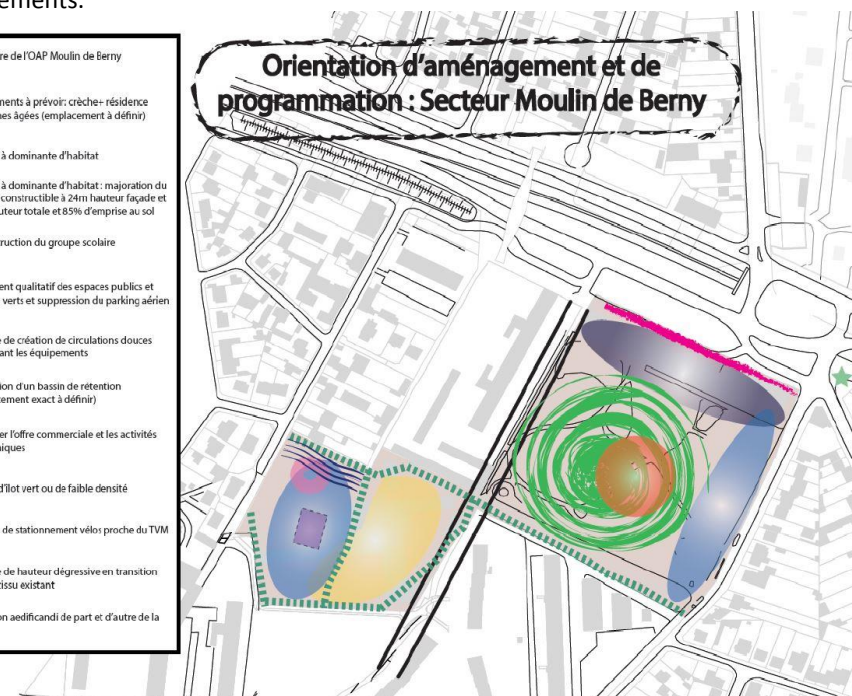 ements.
Orientation d'aménagement et de
programmation : Secteur Moulin de Berny
re de l'OAP Moulin de Berny
ments à prévoir: crèche+ résidence
nes âgées (emplacement à définir)
à dominante d'habitat
à dominante d'habitat : majoration du
constructible à 24m hauteur façade et
uteur totale et 85% d'emprise au sol
truction du groupe scolaire
ent qualitatif des espaces publics et
verts et suppression du parking aérien
e de création de circulations douces
ant les équipements
ion d'un bassin de rétention
cement exact à définir)
er l'offre commerciale et les activités
niques
d'îlot vert ou de faible densité
de stationnement vélos proche du TVM
e de hauteur dégressive en transition
tissu existant
on aedificandi de part et d'autre de la